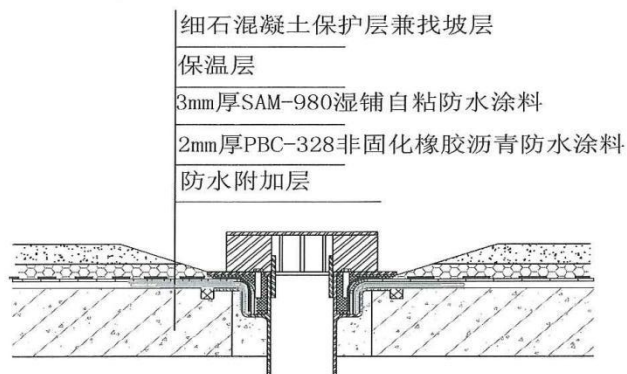 细石混凝土保护层兼找坡层
保温层
3mm厚SAM-980湿铺自粘防水涂料
2mm厚PBC-328非固化橡胶沥青防水涂料
防水附加层